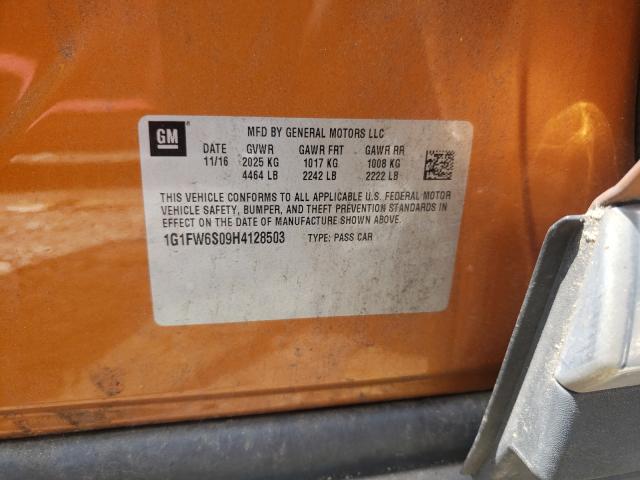 GM
MFD BY GENERAL MOTORS LLC
DATE GVWR GAWR FRT GAWR RR
11/16 2025 KG 1017 KG 1008 KG
4464 LB 2242 LB 2222 LB
THIS VEHICLE CONFORMS TO ALL APPLICABLE U.S. FEDERAL MOTOR
VEHICLE SAFETY, BUMPER, AND THEFT PREVENTION STANDARDS IN
EFFECT ON THE DATE OF MANUFACTURE SHOWN ABOVE.
1G1FW6S09H4128503 TYPE: PASS CAR